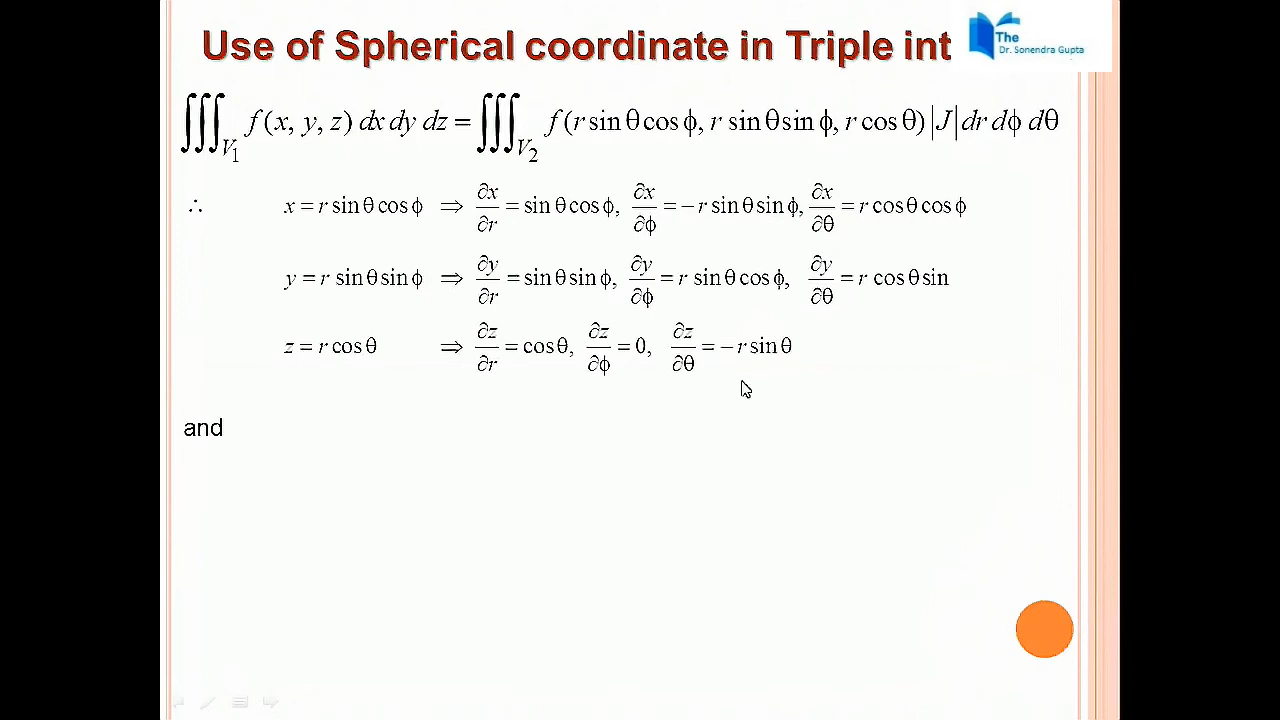 Use of Spherical coordinate in Triple int
The
Dr. Sonendra Gupta
∭_{V₁} f(x, y, z) dx dy dz = ∭_{V₂} f(r sin θ cos ϕ, r sin θ sin ϕ, r cos θ) |J| dr dϕ dθ
∴ x = r sin θ cos ϕ ⇒ ∂x/∂r = sin θ cos ϕ, ∂x/∂ϕ = −r sin θ sin ϕ, ∂x/∂θ = r cos θ cos ϕ
y = r sin θ sin ϕ ⇒ ∂y/∂r = sin θ sin ϕ, ∂y/∂ϕ = r sin θ cos ϕ, ∂y/∂θ = r cos θ sin
z = r cos θ ⇒ ∂z/∂r = cos θ, ∂z/∂ϕ = 0, ∂z/∂θ = −r sin θ
and